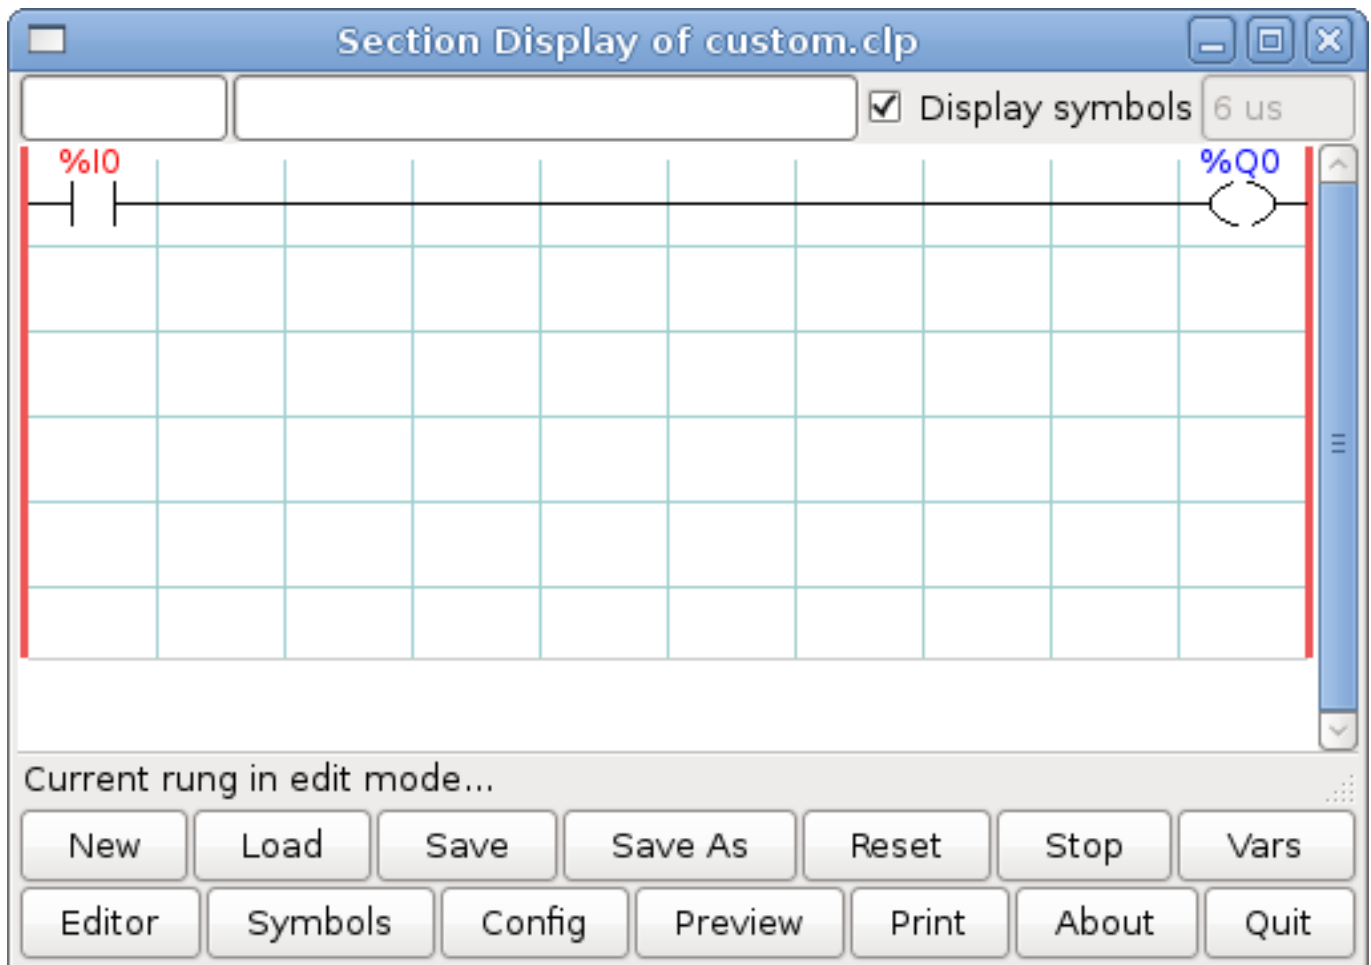 Section Display of custom.clp
Display symbols 6 us
%I0 %Q0
Current rung in edit mode...
New Load Save Save As Reset Stop Vars
Editor Symbols Config Preview Print About Quit